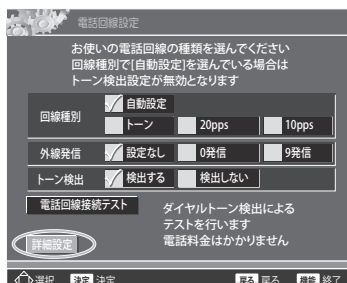 電話回線設定
お使いの電話回線の種類を選んでください
回線種別で[自動設定]を選んでいる場合は
トーン検出設定が無効となります
回線種別 自動設定
トーン 20pps 10pps
外線発信 設定なし 0発信 9発信
トーン検出 検出する 検出しない
電話回線接続テスト ダイヤルトーン検出による
テストを行います
詳細設定 電話料金はかかりません
選択 決定 決定 戻る 戻る 機能 終了